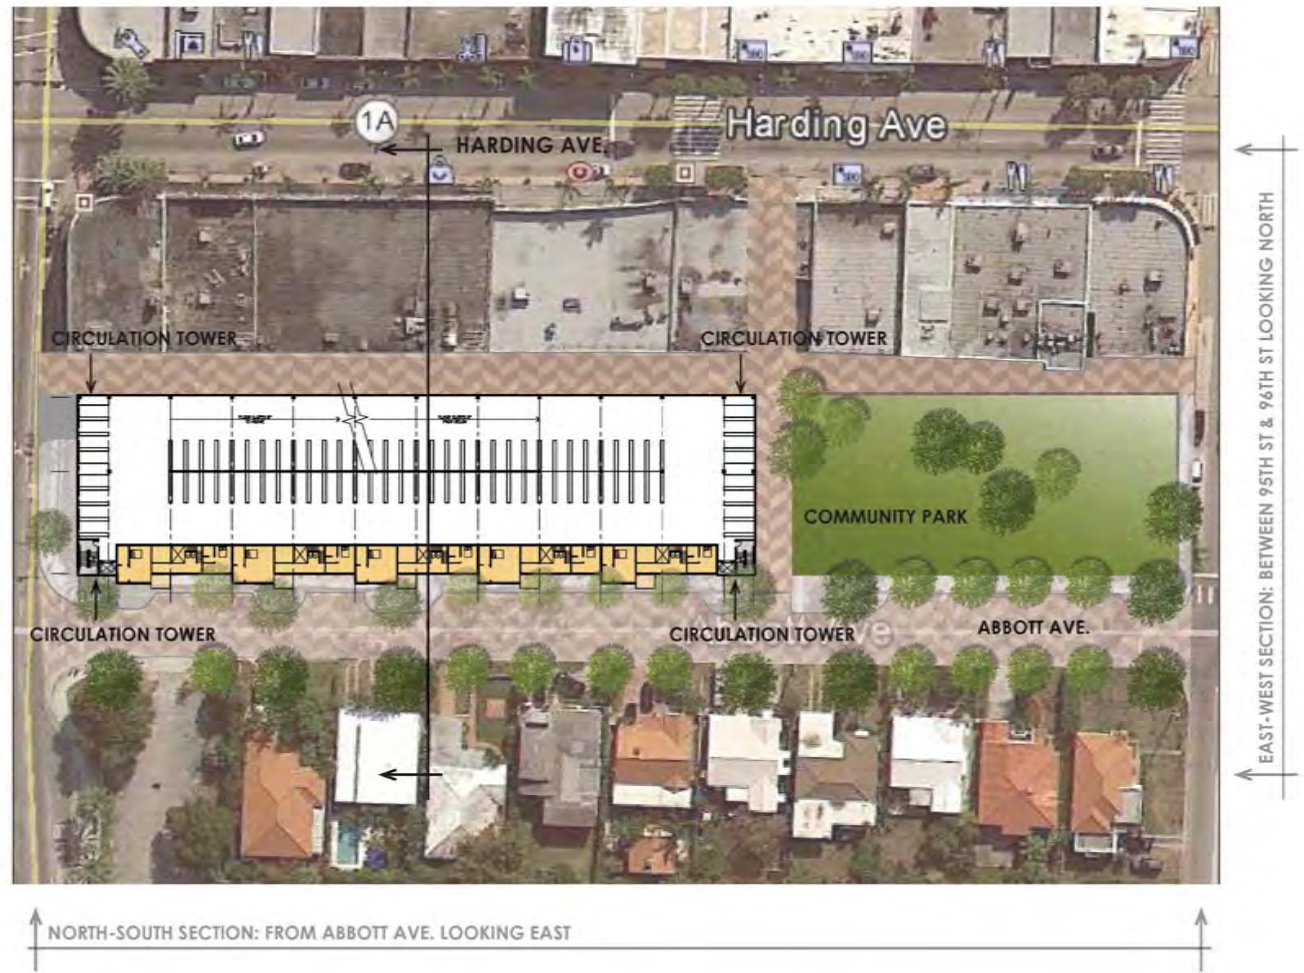 1A
Harding Ave
HARDING AVE.
CIRCULATION TOWER
CIRCULATION TOWER
COMMUNITY PARK
CIRCULATION TOWER
CIRCULATION TOWER
ABBOTT AVE.
EAST-WEST SECTION: BETWEEN 95TH ST & 96TH ST LOOKING NORTH
NORTH-SOUTH SECTION: FROM ABBOTT AVE. LOOKING EAST